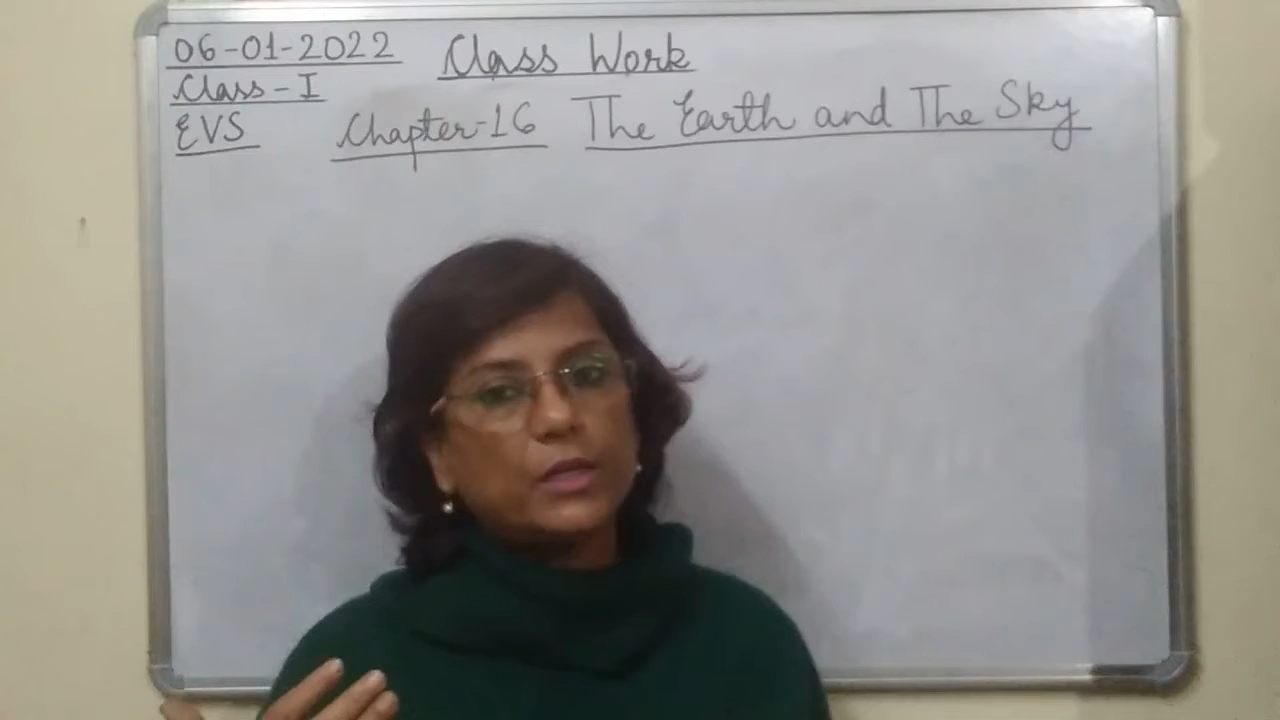 06-01-2022 Class Work
Class-I
EVS Chapter-16 The Earth and The Sky